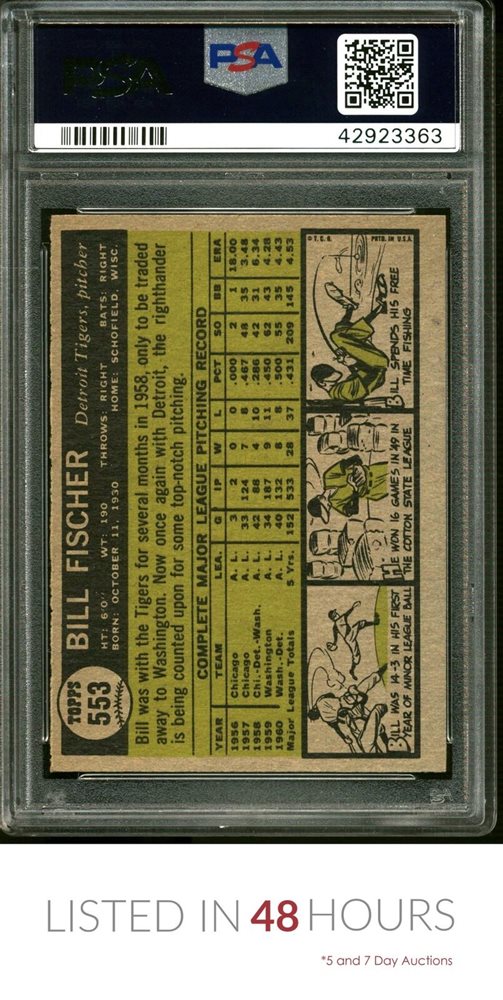 PSA
PSA
42923363
TOPPS
553
BILL FISCHER Detroit Tigers, pitcher
HT: 6'0" WT: 190 THROWS: RIGHT BATS: RIGHT
BORN: OCTOBER 11, 1930 HOME: SCHOFIELD, WISC.
Bill was with the Tigers for several months in 1958, only to be traded
away to Washington. Now once again with Detroit, the righthander
is being counted upon for some top-notch pitching.
COMPLETE MAJOR LEAGUE PITCHING RECORD
YEAR TEAM LEA. G IP W L PCT SO BB ERA
1956 Chicago A. L. 3 2 0 0 .000 2 1 18.00
1957 Chicago A. L. 33 124 7 8 .467 48 35 3.48
1958 Chi.-Det.-Wash. A. L. 42 88 4 10 .286 42 31 6.34
1959 Washington A. L. 34 187 9 11 .450 62 43 4.28
1960 Wash.-Det. A. L. 40 132 8 8 .500 55 35 4.43
Major League Totals 5 Yrs. 152 533 28 37 .431 209 145 4.53
BILL WAS 14-3 IN HIS FIRST
YEAR OF MINOR LEAGUE BALL
HE WON 16 GAMES IN '49 IN
THE COTTON STATE LEAGUE
© T. C. G. PRTD. IN U.S.A.
BILL SPENDS HIS FREE
TIME FISHING
LISTED IN 48 HOURS
*5 and 7 Day Auctions